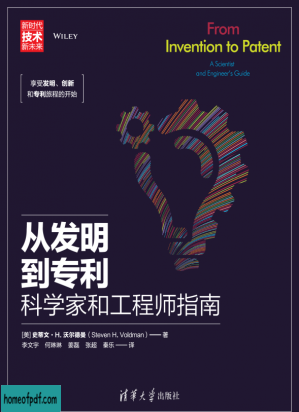 新时代
技术
新未来
WILEY
From
Invention to Patent
A Scientist
and Engineer's Guide
享受发明、创新
和专利旅程的开始
从发明
到专利
科学家和工程师指南
[美] 史蒂文·H. 沃尔德曼 (Steven H. Voldman) —— 著
李文宇 何琳琳 姜磊 张超 秦乐 —— 译
清华大学出版社
homeofpdf.com
homeofpdf.com